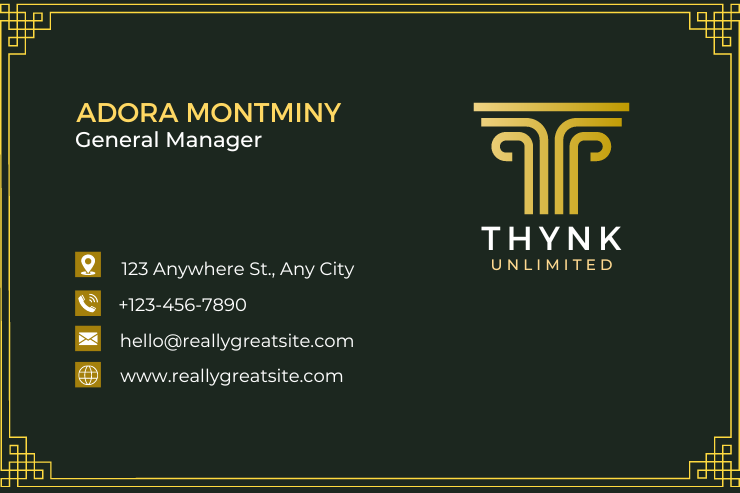 ADORA MONTMINY
General Manager
THYNK
UNLIMITED
123 Anywhere St., Any City
+123-456-7890
hello@reallygreatsite.com
www.reallygreatsite.com